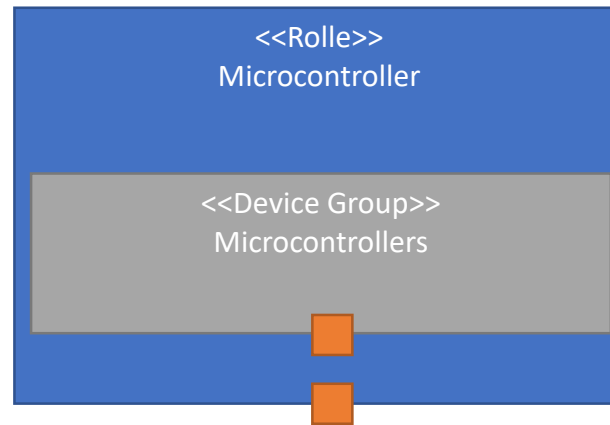 <<Rolle>>
Microcontroller
<<Device Group>>
Microcontrollers